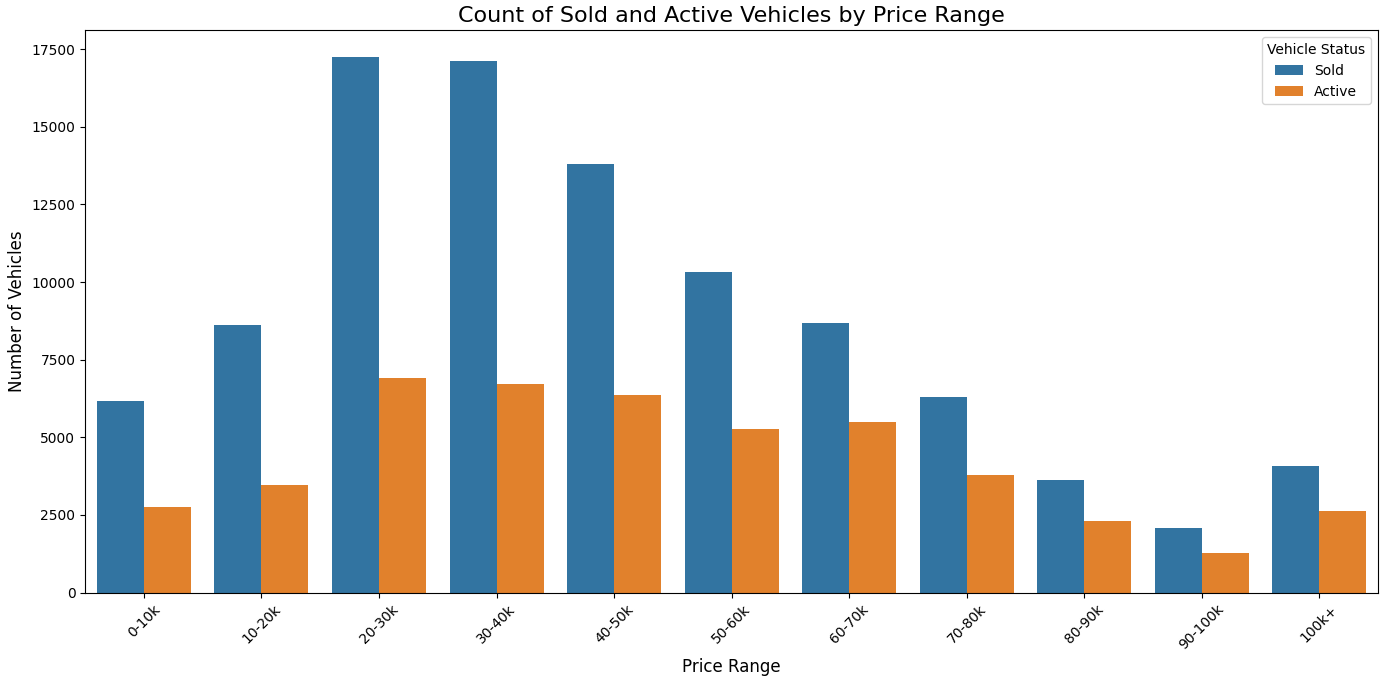 Count of Sold and Active Vehicles by Price Range
Vehicle Status
Sold
Active
Number of Vehicles
17500
15000
12500
10000
7500
5000
2500
0
0-10k
10-20k
20-30k
30-40k
40-50k
50-60k
60-70k
70-80k
80-90k
90-100k
100k+
Price Range